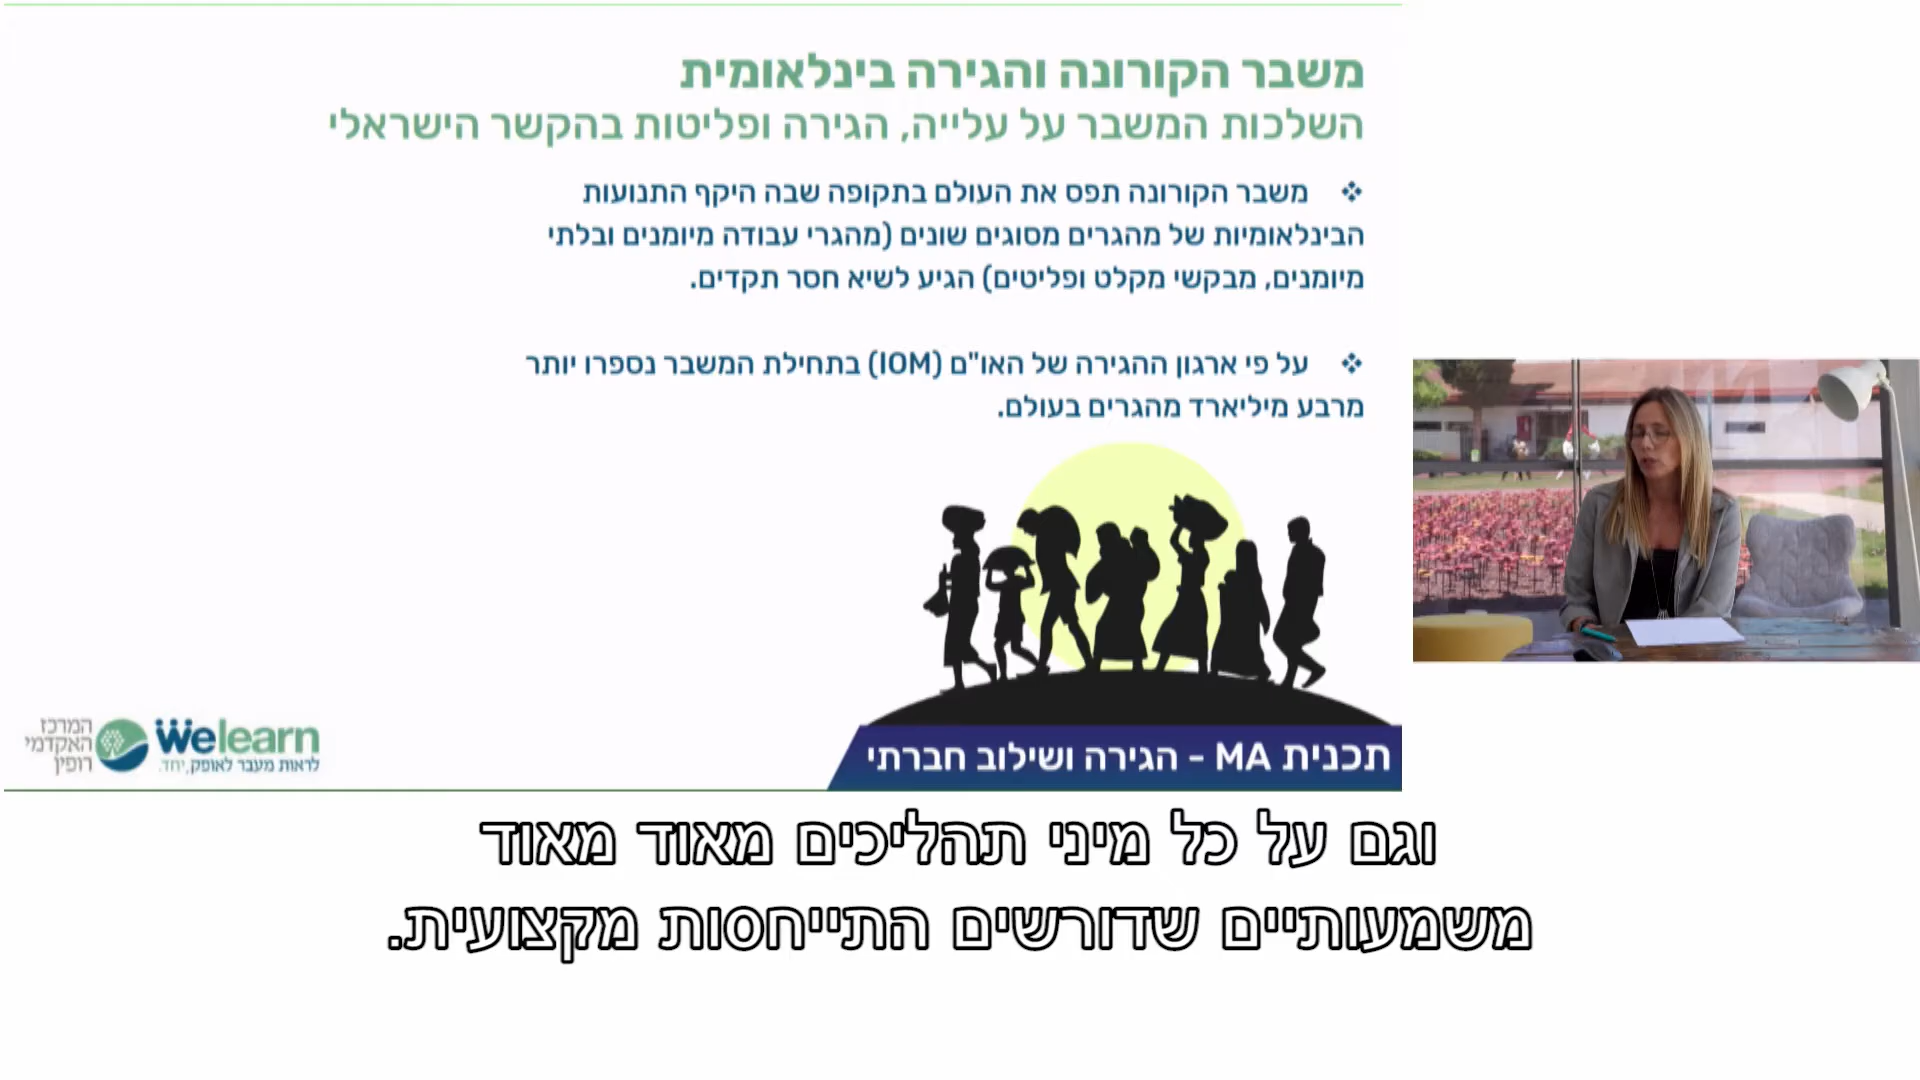 משבר הקורונה והגירה בינלאומית
השלכות המשבר על עלייה, הגירה ופליטות בהקשר הישראלי
❖ משבר הקורונה תפס את העולם בתקופה שבה היקף התנועות
הבינלאומיות של מהגרים מסוגים שונים (מהגרי עבודה מיומנים ובלתי
מיומנים, מבקשי מקלט ופליטים) הגיע לשיא חסר תקדים.
❖ על פי ארגון ההגירה של האו"ם (IOM) בתחילת המשבר נספרו יותר
מרבע מיליארד מהגרים בעולם.
תכנית MA - הגירה ושילוב חברתי
Welearn
לראות מעבר לאופק, יחד.
המרכז
האקדמי
רופין
וגם על כל מיני תהליכים מאוד מאוד
משמעותיים שדורשים התייחסות מקצועית.